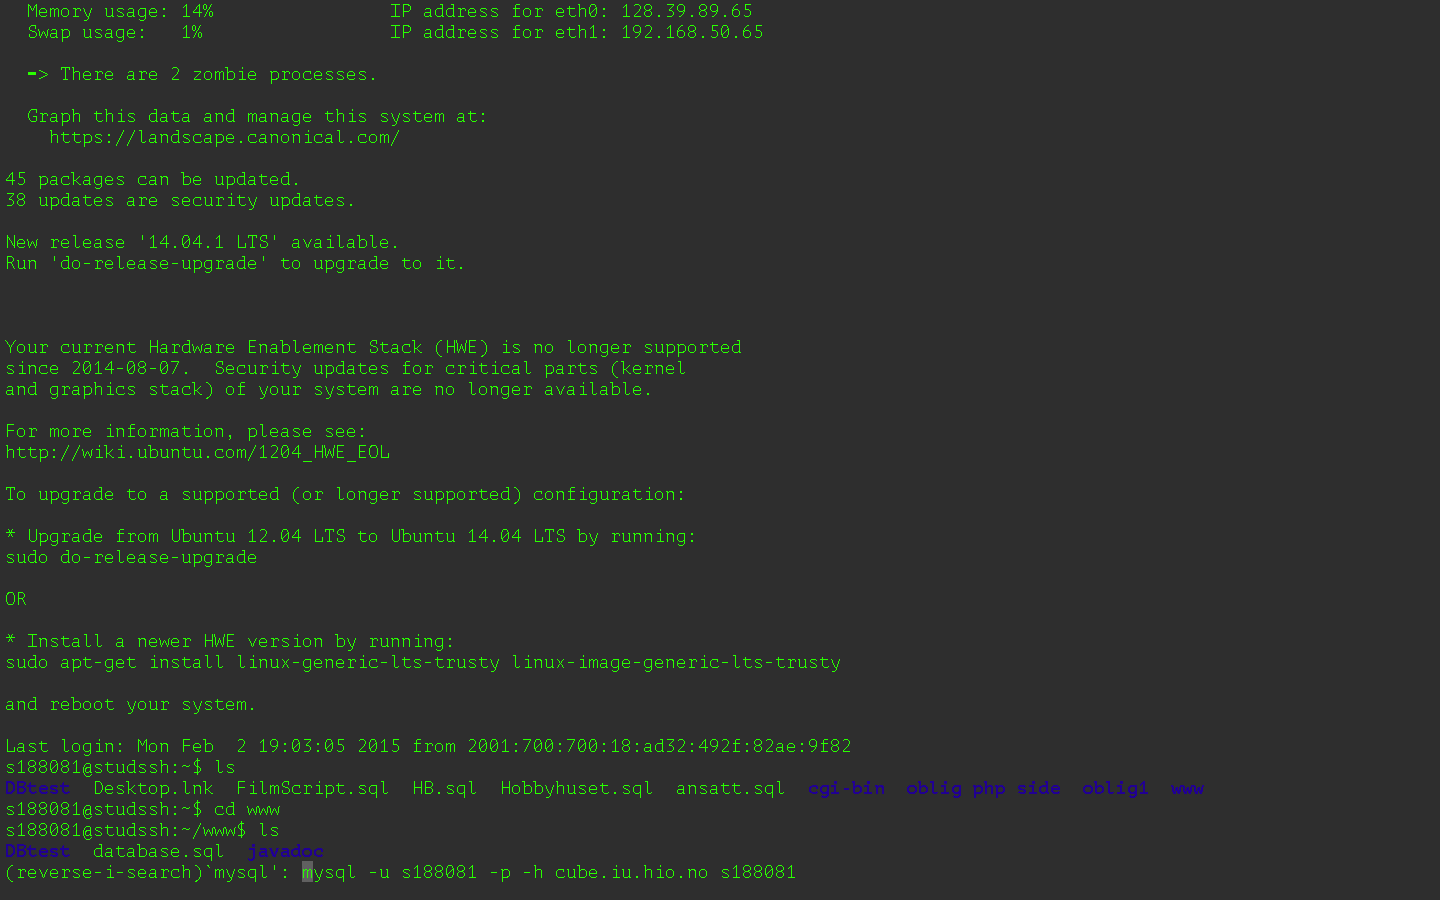 Memory usage: 14%                IP address for eth0: 128.39.89.65
Swap usage:   1%                 IP address for eth1: 192.168.50.65
=> There are 2 zombie processes.
Graph this data and manage this system at:
https://landscape.canonical.com/
45 packages can be updated.
38 updates are security updates.
New release '14.04.1 LTS' available.
Run 'do-release-upgrade' to upgrade to it.
Your current Hardware Enablement Stack (HWE) is no longer supported
since 2014-08-07.  Security updates for critical parts (kernel
and graphics stack) of your system are no longer available.
For more information, please see:
http://wiki.ubuntu.com/1204_HWE_EOL
To upgrade to a supported (or longer supported) configuration:
* Upgrade from Ubuntu 12.04 LTS to Ubuntu 14.04 LTS by running:
sudo do-release-upgrade
OR
* Install a newer HWE version by running:
sudo apt-get install linux-generic-lts-trusty linux-image-generic-lts-trusty
and reboot your system.
Last login: Mon Feb  2 19:03:05 2015 from 2001:700:700:18:ad32:492f:82ae:9f82
s188081@studssh:~$ ls
DBtest  Desktop.lnk  FilmScript.sql  HB.sql  Hobbyhuset.sql  ansatt.sql  cgi-bin  oblig php side  oblig1  www
s188081@studssh:~$ cd www
s188081@studssh:~/www$ ls
DBtest  database.sql  javadoc
(reverse-i-search)`mysql': mysql -u s188081 -p -h cube.iu.hio.no s188081